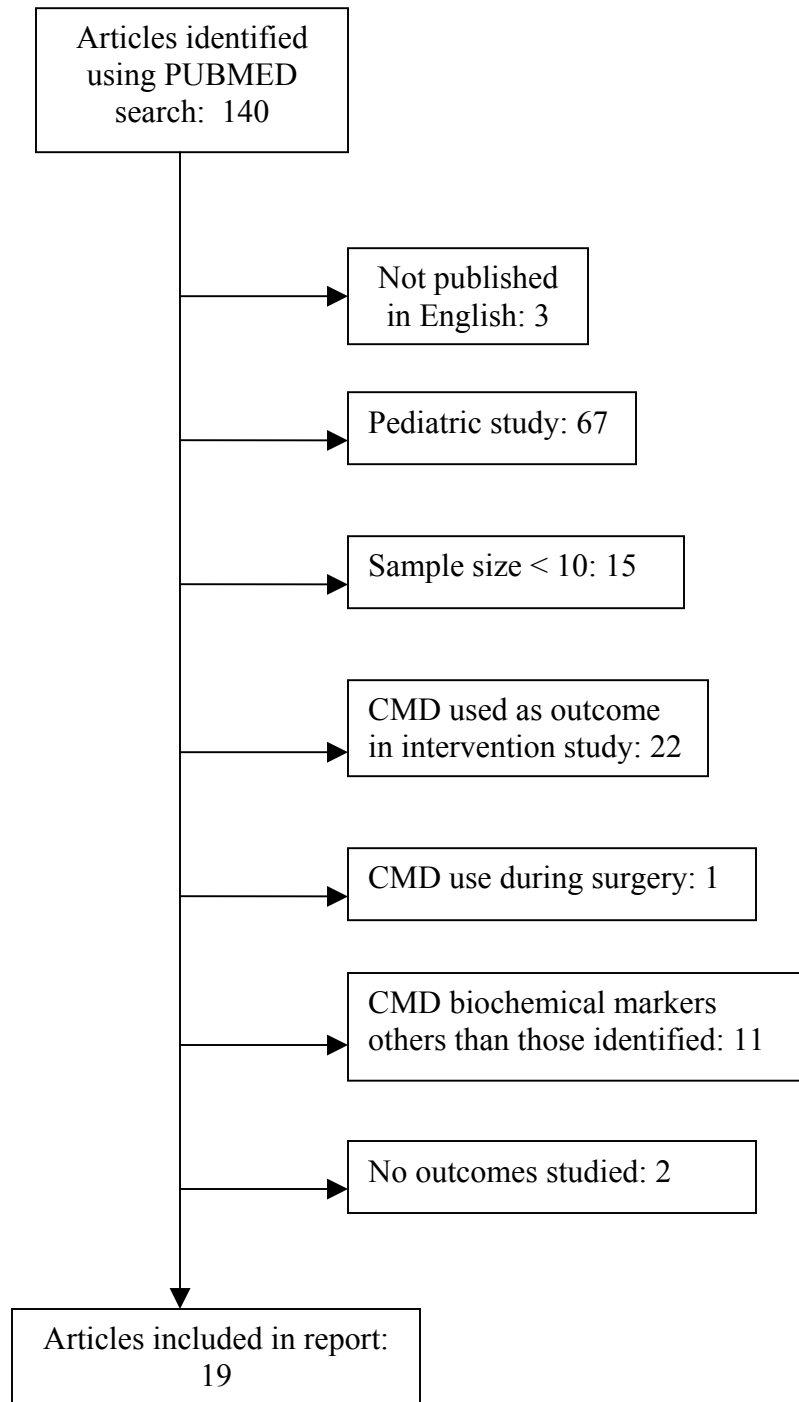 Articles identified
using PUBMED
search:  140
Not published
in English: 3
Pediatric study: 67
Sample size < 10: 15
CMD used as outcome
in intervention study: 22
CMD use during surgery: 1
CMD biochemical markers
others than those identified: 11
No outcomes studied: 2
Articles included in report:
19